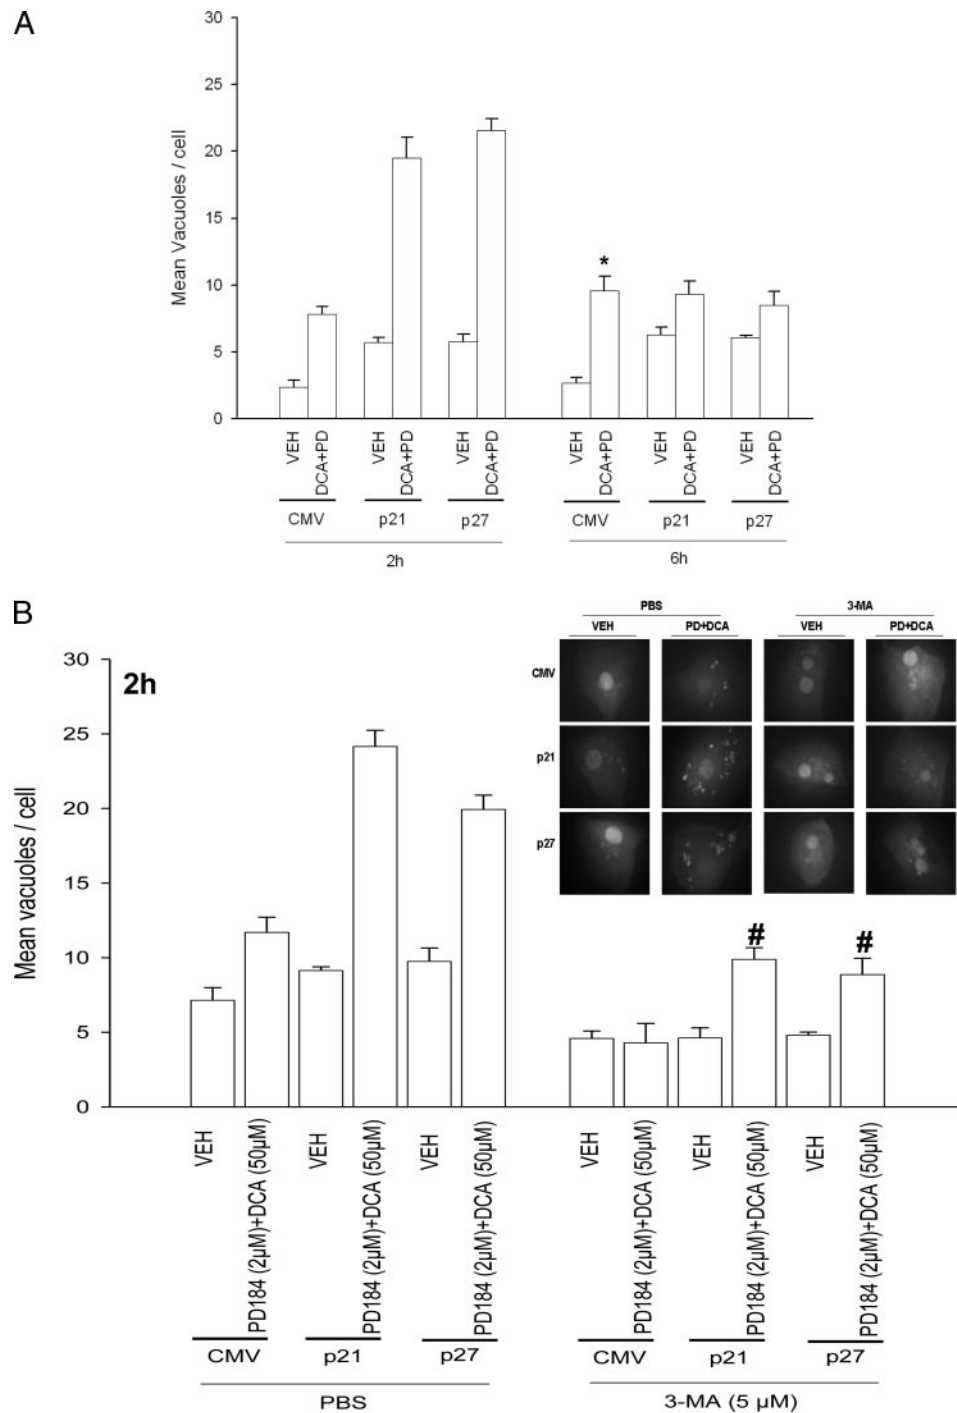 A
30
25
20
15
10
5
0
Mean Vacuoles / cell
*
VEH DCA+PD VEH DCA+PD VEH DCA+PD VEH DCA+PD VEH DCA+PD VEH DCA+PD
CMV p21 p27 CMV p21 p27
2h 6h
B
PBS 3-MA
VEH PD+DCA VEH PD+DCA
CMV
p21
p27
2h
30
25
20
15
10
5
0
Mean vacuoles / cell
# #
VEH PD184 (2µM)+DCA (50µM) VEH PD184 (2µM)+DCA (50µM) VEH PD184 (2µM)+DCA (50µM) VEH PD184 (2µM)+DCA (50µM) VEH PD184 (2µM)+DCA (50µM) VEH PD184 (2µM)+DCA (50µM)
CMV p21 p27 CMV p21 p27
PBS 3-MA (5 µM)